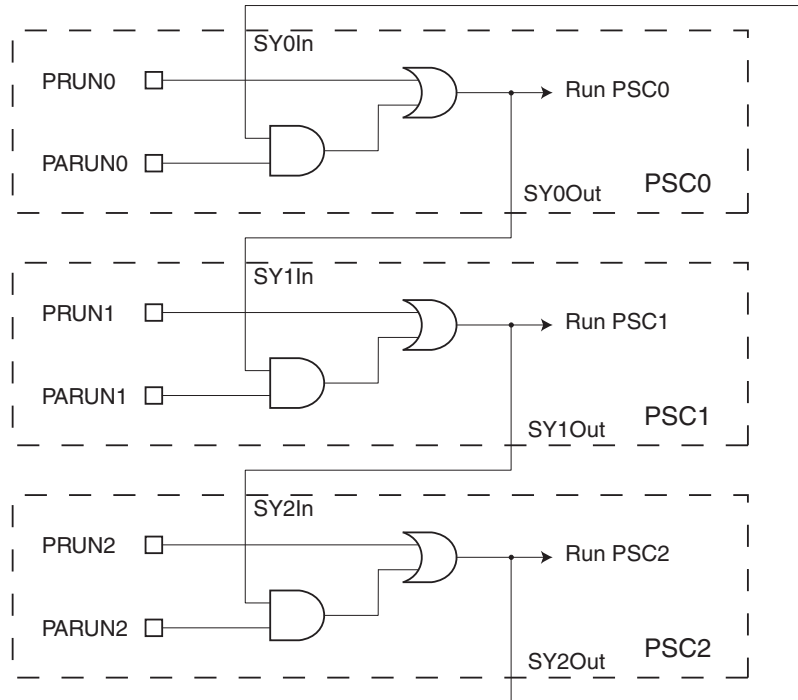 SY0In
PRUN0
Run PSC0
PARUN0
PSC0
SY0Out
SY1In
PRUN1
Run PSC1
PARUN1
PSC1
SY1Out
SY2In
PRUN2
Run PSC2
PARUN2
PSC2
SY2Out